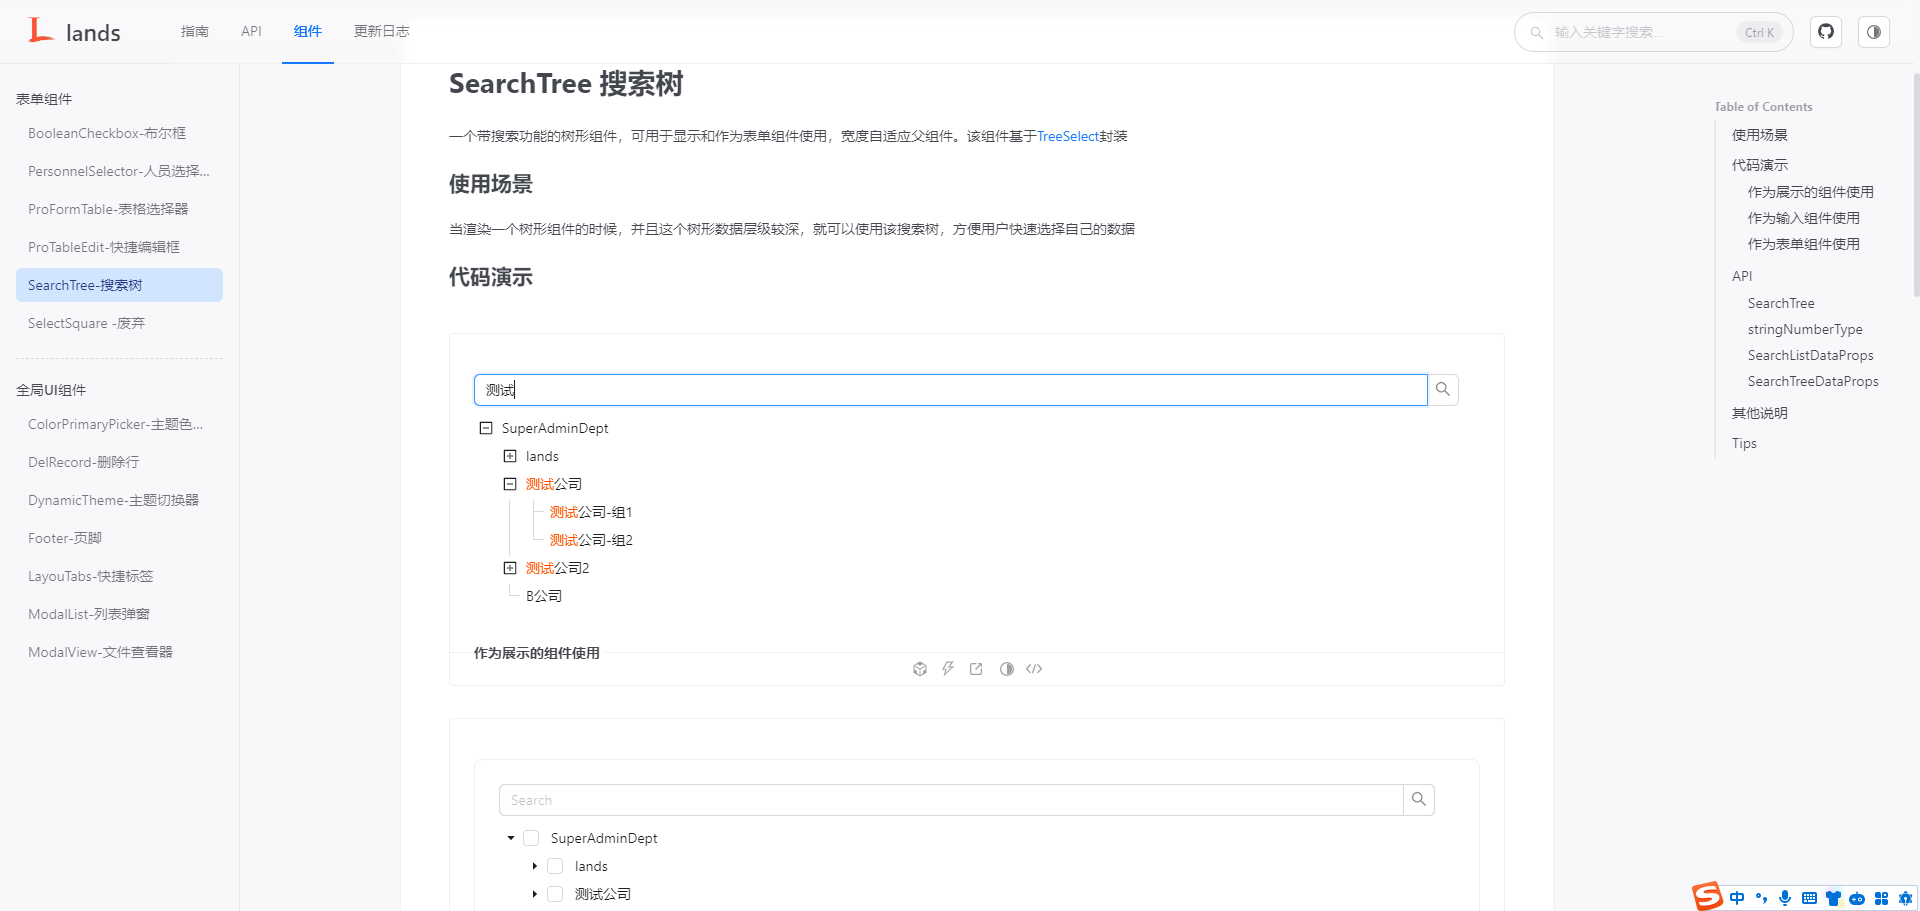 lands
指南
API
组件
更新日志
输入关键字搜索...
Ctrl K
表单组件
BooleanCheckbox-布尔框
PersonnelSelector-人员选择...
ProFormTable-表格选择器
ProTableEdit-快捷编辑框
SearchTree-搜索树
SelectSquare -废弃
全局UI组件
ColorPrimaryPicker-主题色...
DelRecord-删除行
DynamicTheme-主题切换器
Footer-页脚
LayouTabs-快捷标签
ModalList-列表弹窗
ModalView-文件查看器
SearchTree 搜索树
一个带搜索功能的树形组件，可用于显示和作为表单组件使用，宽度自适应父组件。该组件基于TreeSelect封装
使用场景
当渲染一个树形组件的时候，并且这个树形数据层级较深，就可以使用该搜索树，方便用户快速选择自己的数据
代码演示
测试
SuperAdminDept
lands
测试公司
测试公司-组1
测试公司-组2
测试公司2
B公司
作为展示的组件使用
Search
SuperAdminDept
lands
测试公司
Table of Contents
使用场景
代码演示
作为展示的组件使用
作为输入组件使用
作为表单组件使用
API
SearchTree
stringNumberType
SearchListDataProps
SearchTreeDataProps
其他说明
Tips
中